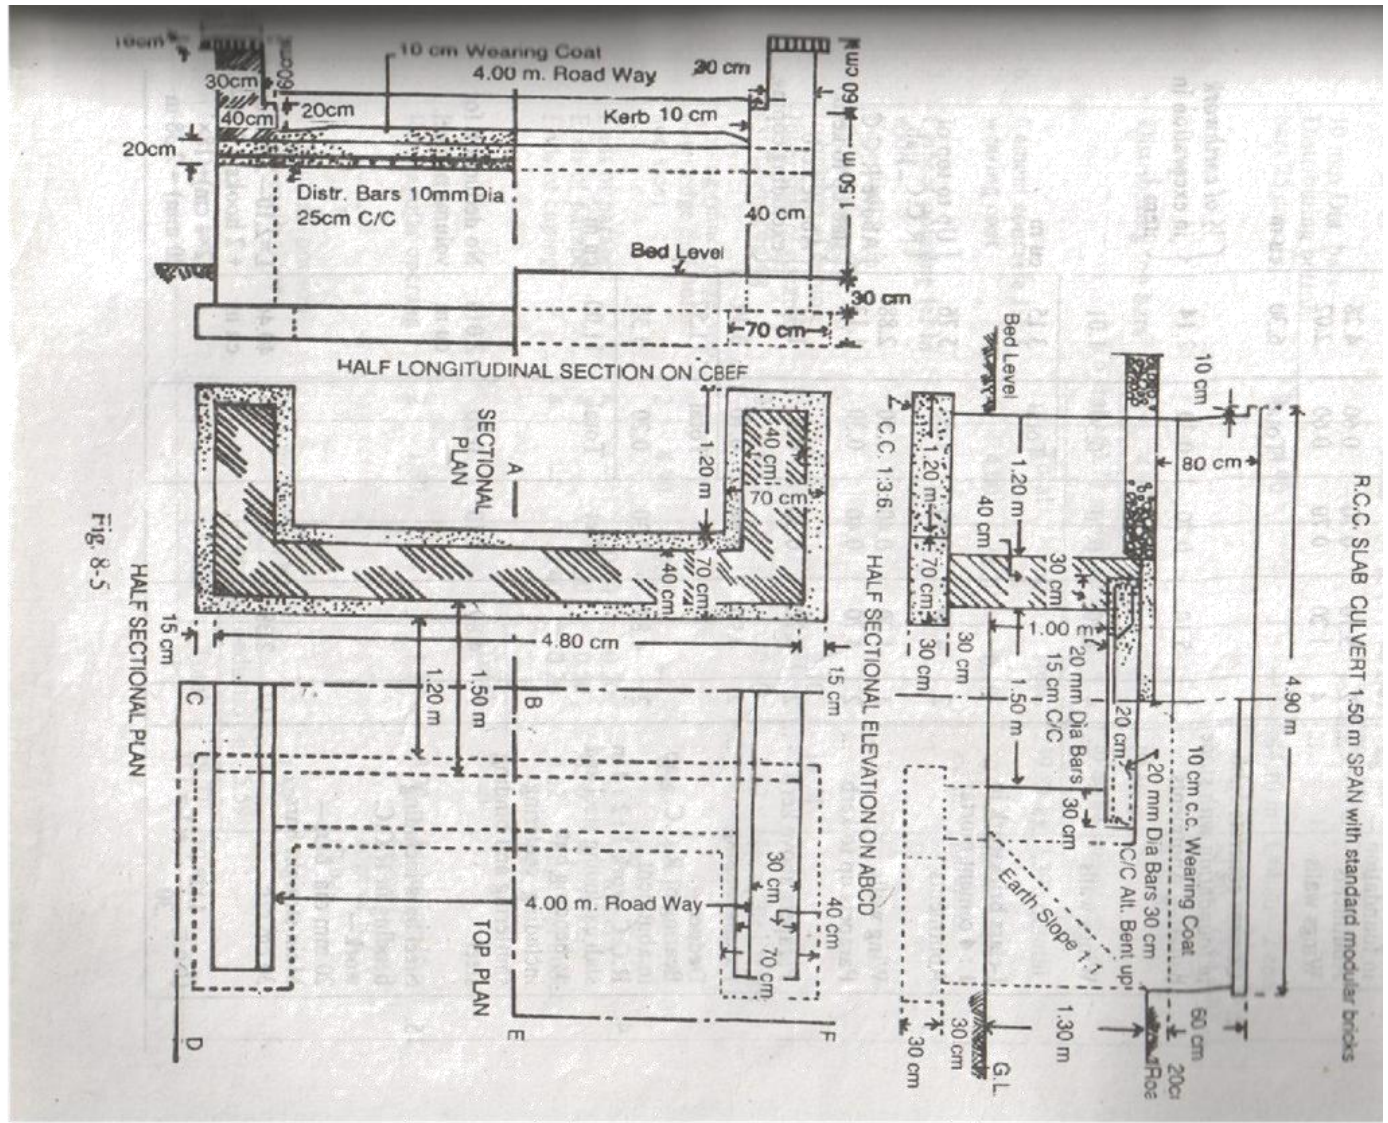 10cm
10 cm Wearing Coat
4.00 m. Road Way
20 cm
60 cm
30cm
60cm
40cm
20cm
Kerb 10 cm
20cm
Distr. Bars 10mm Dia
25cm C/C
1.50 m
40 cm
Bed Level
30 cm
70 cm
HALF LONGITUDINAL SECTION ON CBEF
R.C.C. SLAB CULVERT 1.50 m SPAN with standard modular bricks
4.90 m
10 cm
80 cm
Bed Level
10 cm c.c. Wearing Coat
60 cm
20 mm Dia Bars 30 cm
C/C Alt. Bent up
20 cm
1.20 m
40 cm
30 cm
1.00
20 mm Dia Bars
15 cm C/C
1.50 m
30 cm
Earth Slope 1:1
1.30 m
G.L.
C.C. 1:3:6
1.20 m
70 cm
30 cm
30 cm
30 cm
30 cm
HALF SECTIONAL ELEVATION ON ABCD
SECTIONAL
PLAN
A
1.20 m
40 cm
70 cm
70 cm
40 cm
4.80 cm
15 cm
15 cm
1.50 m
1.20 m
B
C
30 cm
40 cm
70 cm
4.00 m. Road Way
TOP PLAN
E
F
D
HALF SECTIONAL PLAN
Fig. 8-5